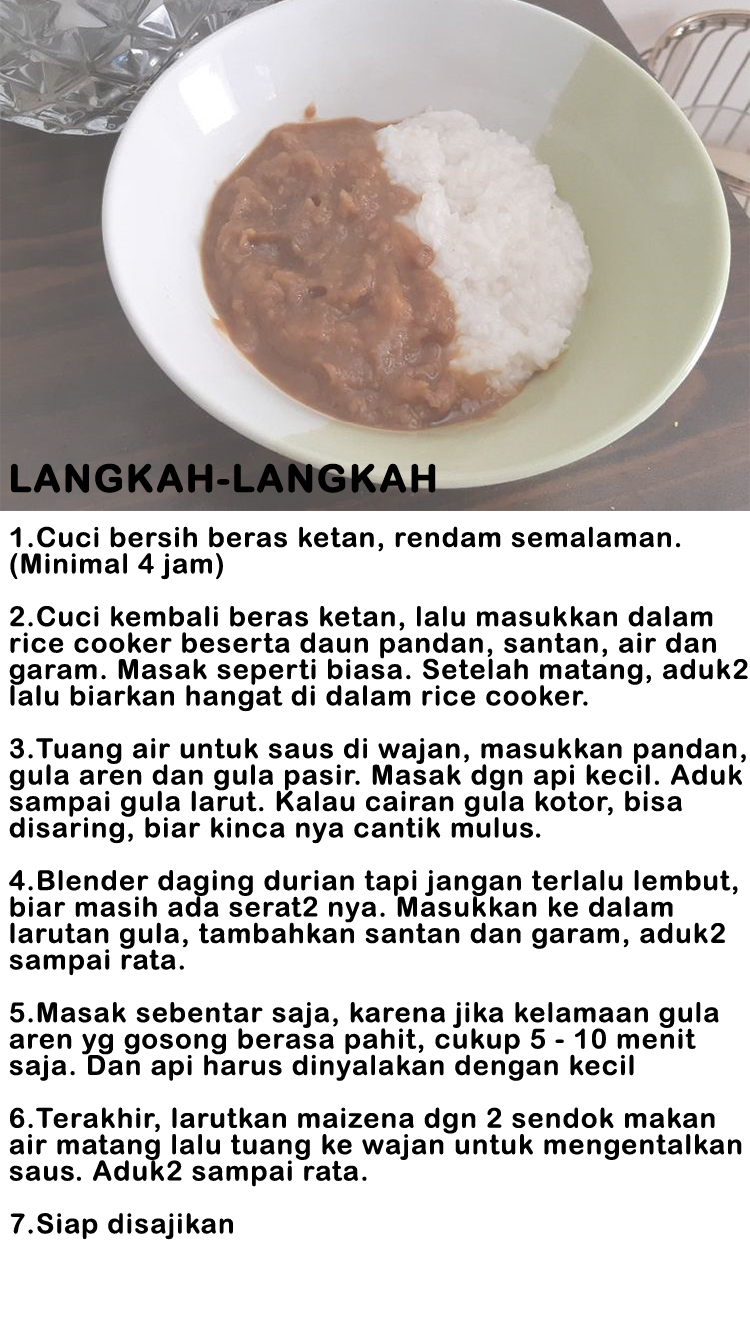 LANGKAH-LANGKAH
1.Cuci bersih beras ketan, rendam semalaman.
(Minimal 4 jam)
2.Cuci kembali beras ketan, lalu masukkan dalam
rice cooker beserta daun pandan, santan, air dan
garam. Masak seperti biasa. Setelah matang, aduk2
lalu biarkan hangat di dalam rice cooker.
3.Tuang air untuk saus di wajan, masukkan pandan,
gula aren dan gula pasir. Masak dgn api kecil. Aduk
sampai gula larut. Kalau cairan gula kotor, bisa
disaring, biar kinca nya cantik mulus.
4.Blender daging durian tapi jangan terlalu lembut,
biar masih ada serat2 nya. Masukkan ke dalam
larutan gula, tambahkan santan dan garam, aduk2
sampai rata.
5.Masak sebentar saja, karena jika kelamaan gula
aren yg gosong berasa pahit, cukup 5 - 10 menit
saja. Dan api harus dinyalakan dengan kecil
6.Terakhir, larutkan maizena dgn 2 sendok makan
air matang lalu tuang ke wajan untuk mengentalkan
saus. Aduk2 sampai rata.
7.Siap disajikan